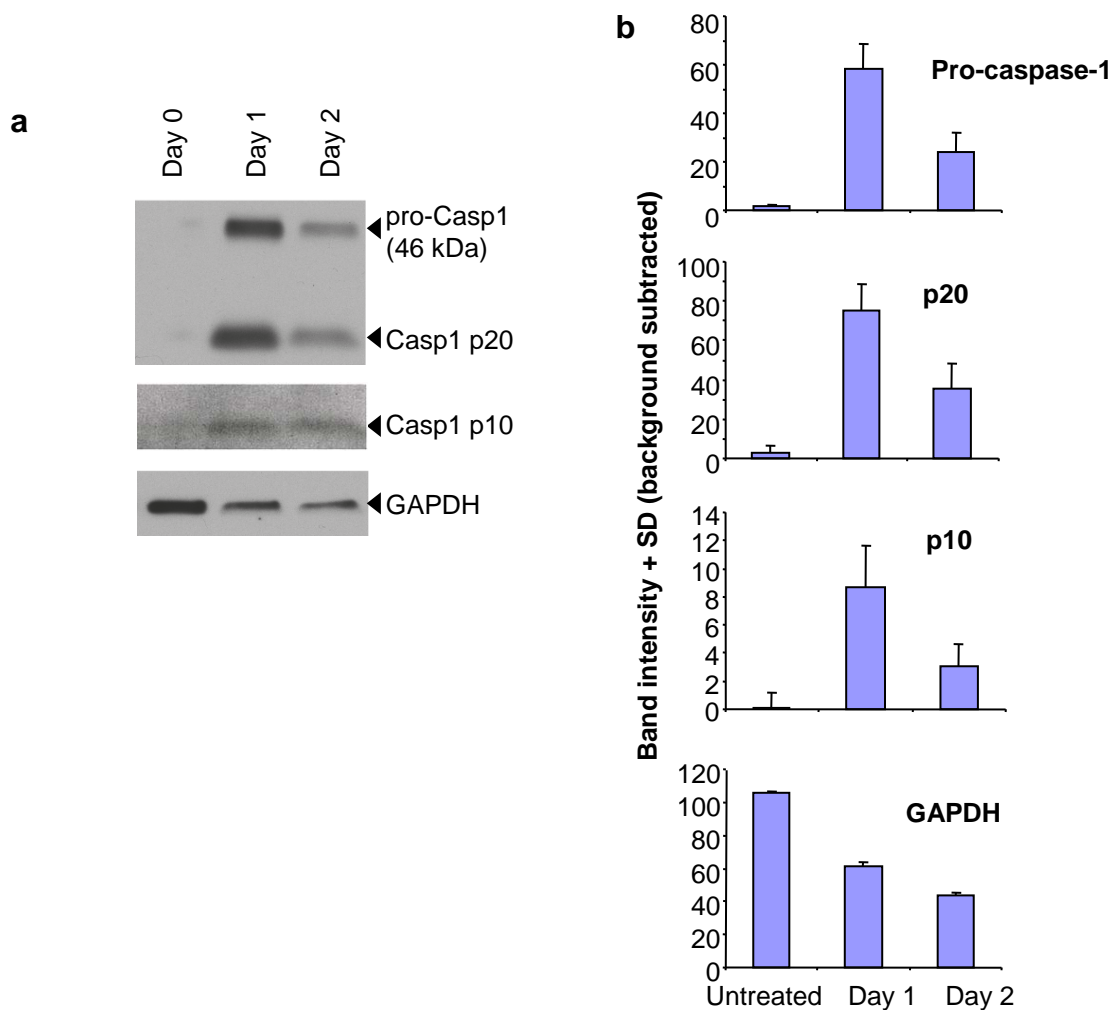 a
Day 0
Day 1
Day 2
pro-Casp1
(46 kDa)
Casp1 p20
Casp1 p10
GAPDH
b
Band intensity + SD (background subtracted)
Pro-caspase-1
80
60
40
20
0
p20
100
80
60
40
20
0
p10
14
12
10
8
6
4
2
0
GAPDH
120
100
80
60
40
20
0
Untreated Day 1 Day 2